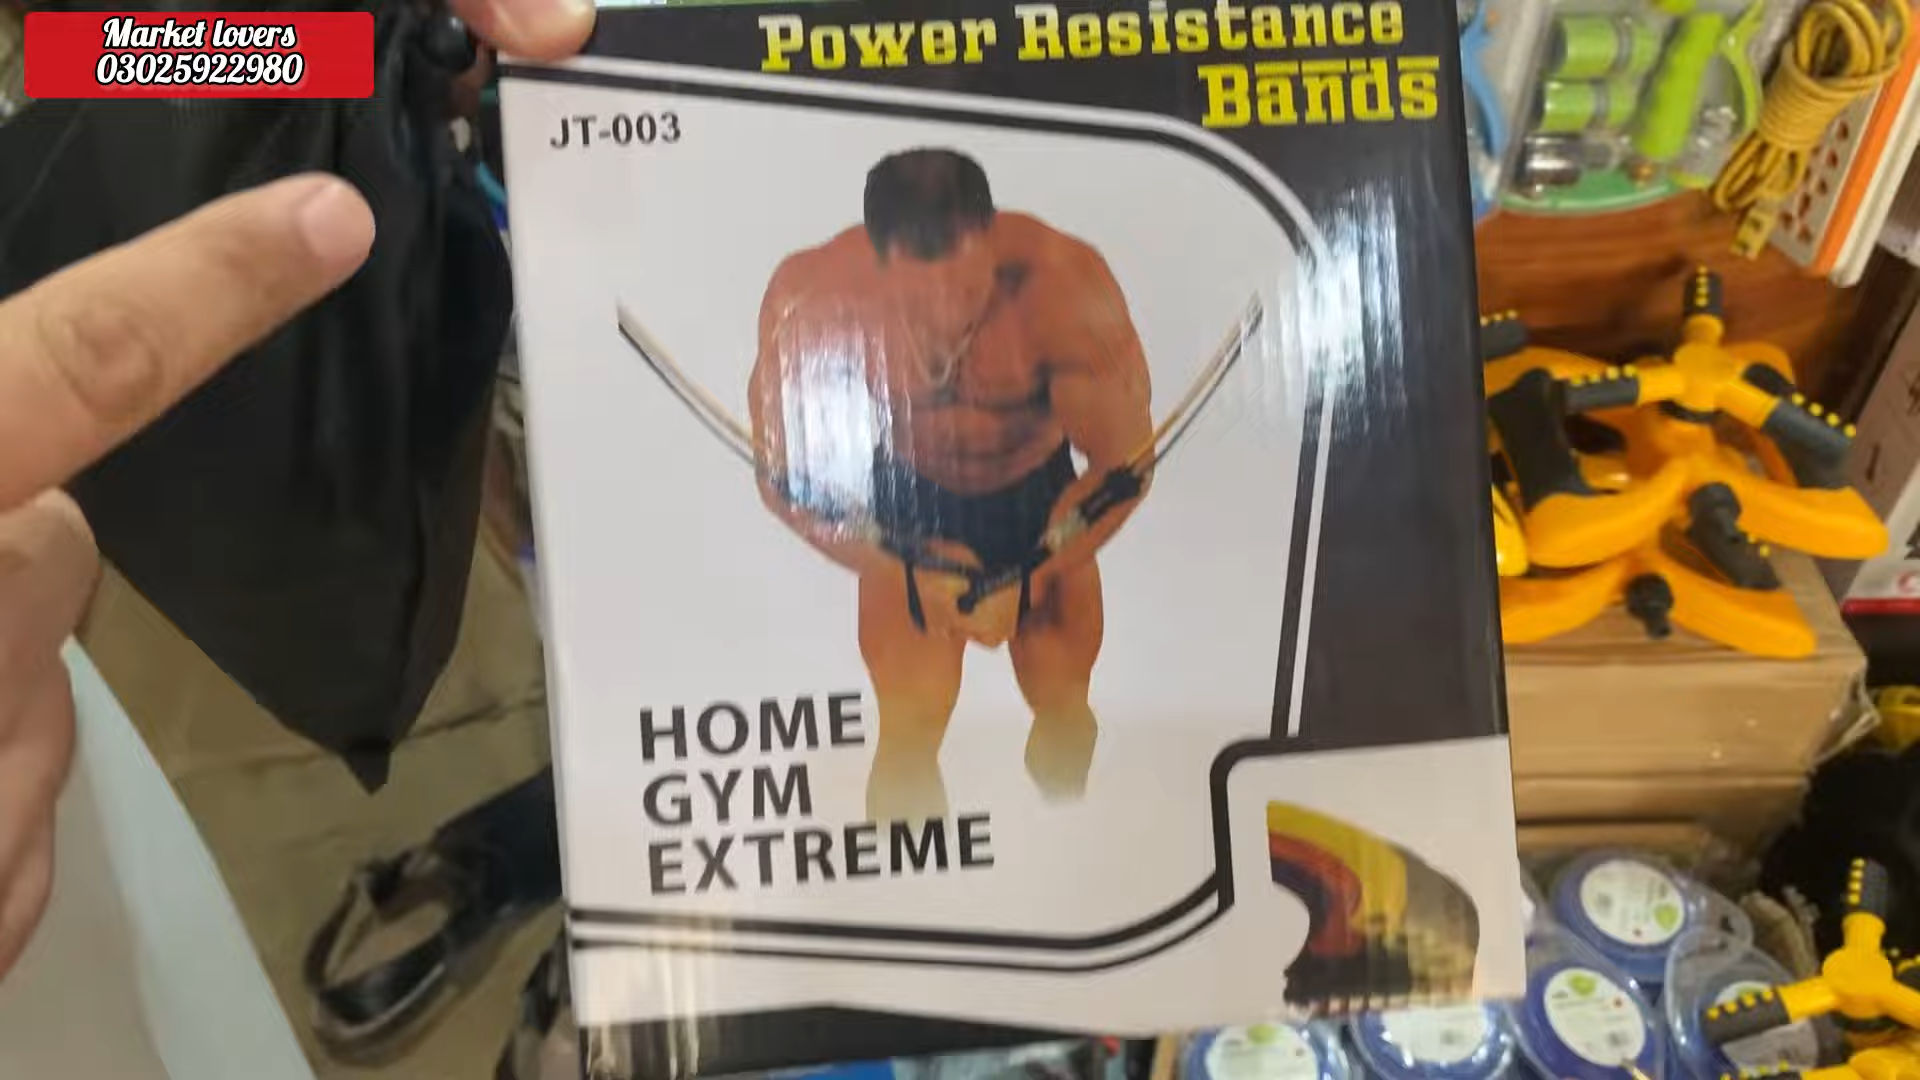 Market lovers
03025922980
Power Resistance
Bands
JT-003
HOME
GYM
EXTREME